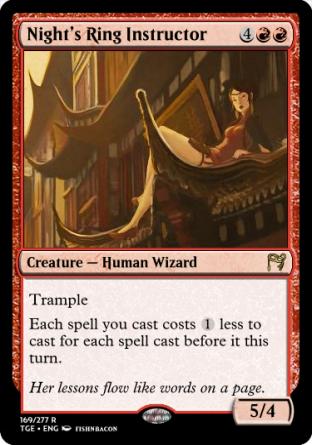 Night's Ring Instructor 4
Creature — Human Wizard
Trample
Each spell you cast costs 1 less to
cast for each spell cast before it this
turn.
Her lessons flow like words on a page.
5/4
169/277 R
TGE • ENG FISHNBACON